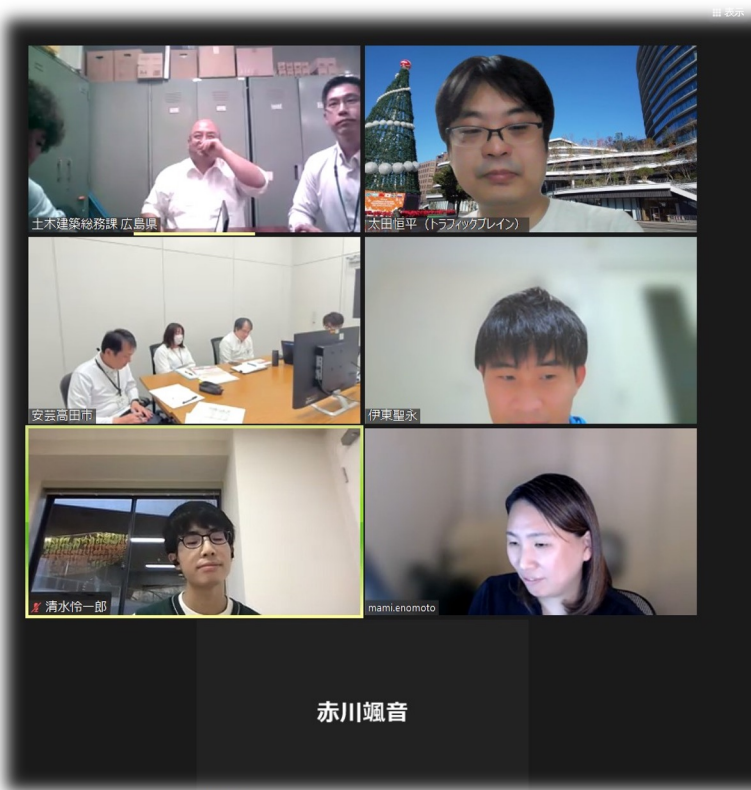 表示
土木建築総務課 広島県
太田恒平（トラフィックブレイン）
安芸高田市
伊東聖永
清水怜一郎
mami.enomoto
赤川颯音